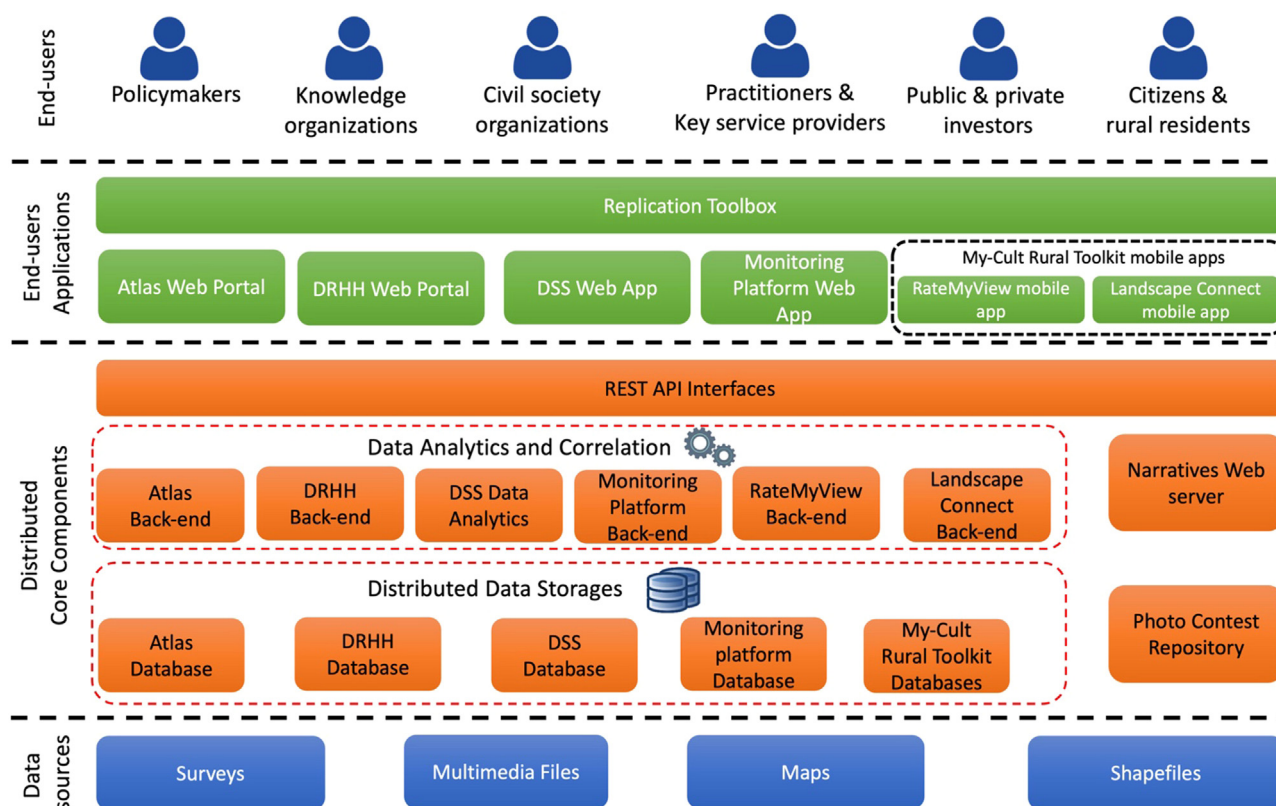 End-users
Policymakers
Knowledge
organizations
Civil society
organizations
Practitioners &
Key service providers
Public & private
investors
Citizens &
rural residents
End-users
Applications
Replication Toolbox
Atlas Web Portal
DRHH Web Portal
DSS Web App
Monitoring
Platform Web
App
My-Cult Rural Toolkit mobile apps
RateMyView mobile
app
Landscape Connect
mobile app
Distributed
Core Components
REST API Interfaces
Data Analytics and Correlation
Atlas
Back-end
DRHH
Back-end
DSS Data
Analytics
Monitoring
Platform
Back-end
RateMyView
Back-end
Landscape
Connect
Back-end
Narratives Web
server
Distributed Data Storages
Atlas
Database
DRHH
Database
DSS
Database
Monitoring
platform
Database
My-Cult
Rural Toolkit
Databases
Photo Contest
Repository
Data
sources
Surveys
Multimedia Files
Maps
Shapefiles